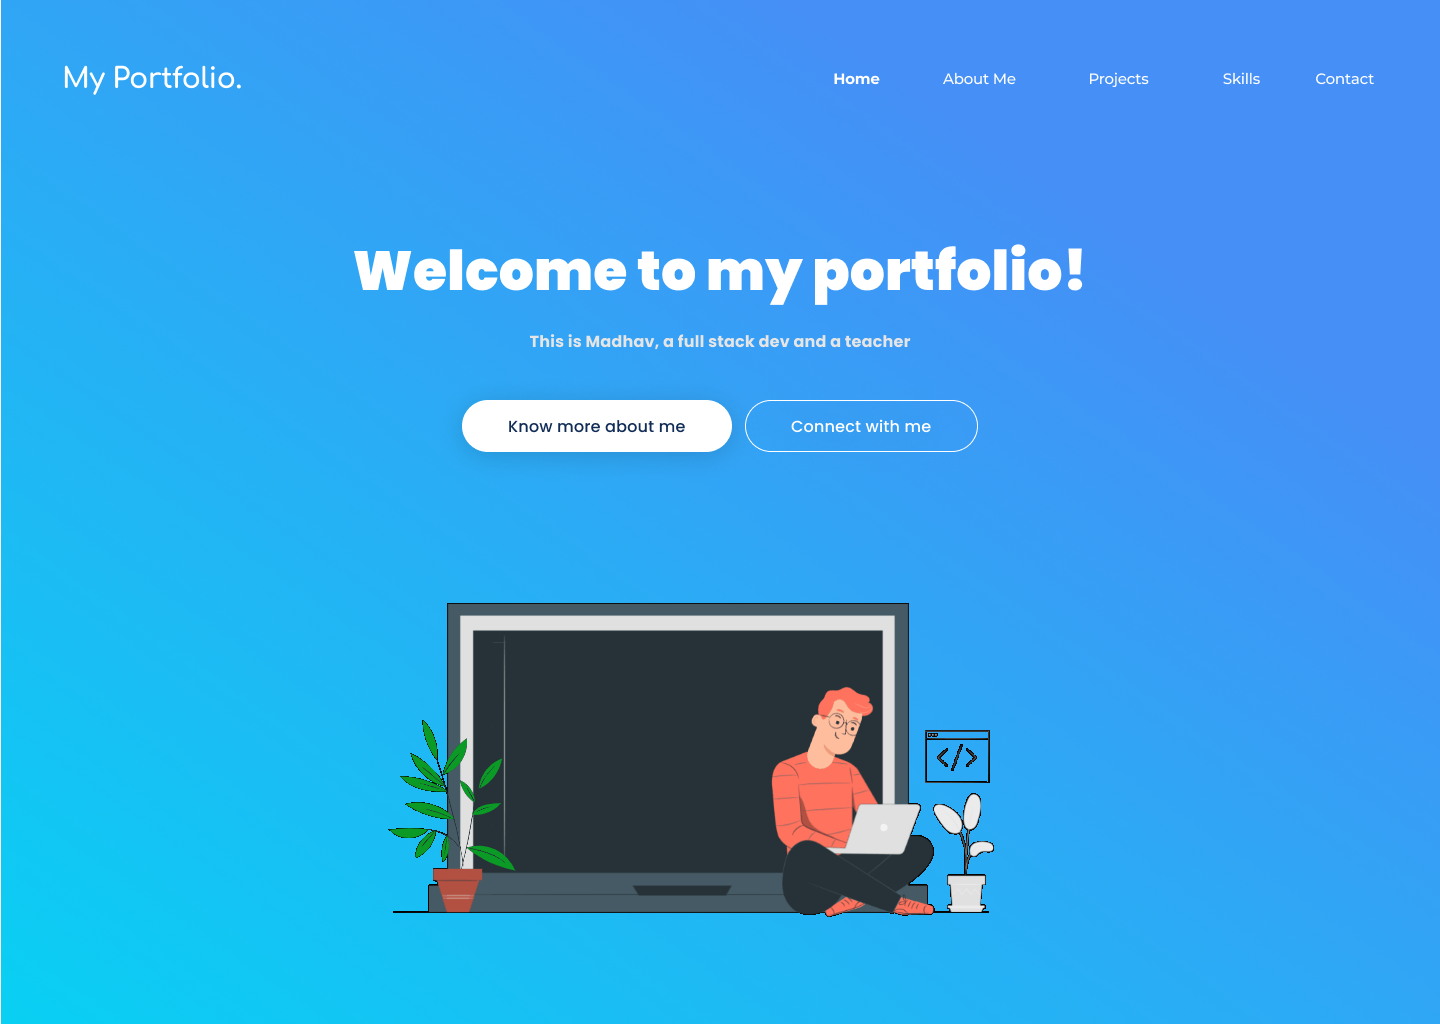 My Portfolio.
Home About Me Projects Skills Contact
Welcome to my portfolio!
This is Madhav, a full stack dev and a teacher
Know more about me Connect with me
</>